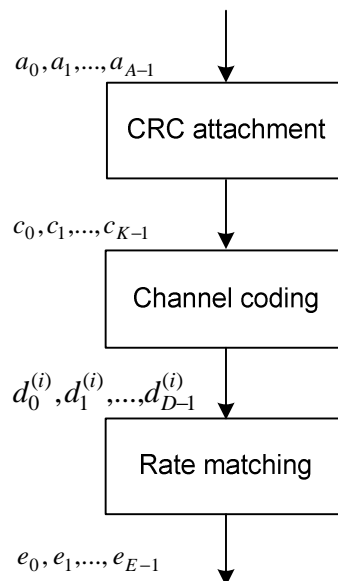 a_0, a_1, ..., a_{A-1}
CRC attachment
c_0, c_1, ..., c_{K-1}
Channel coding
d_0^{(i)}, d_1^{(i)}, ..., d_{D-1}^{(i)}
Rate matching
e_0, e_1, ..., e_{E-1}